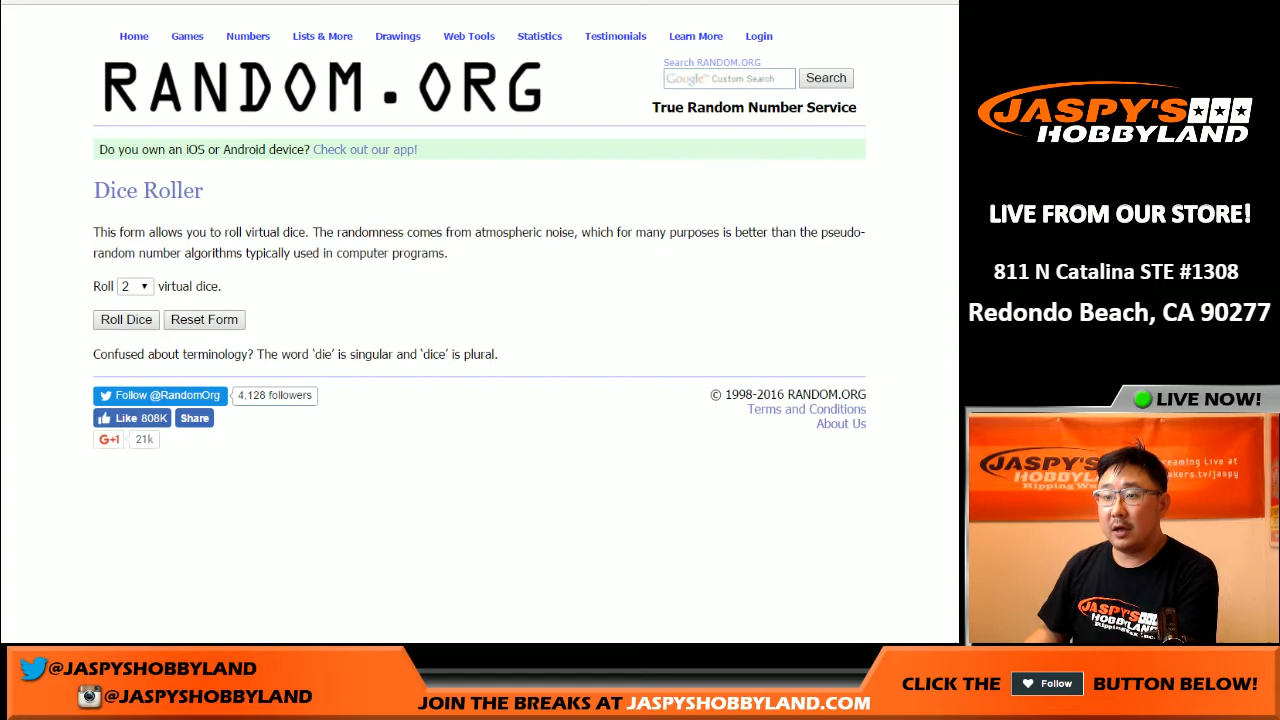 Home Games Numbers Lists & More Drawings Web Tools Statistics Testimonials Learn More Login
RANDOM.ORG
Search RANDOM.ORG
Google™ Custom Search Search
True Random Number Service
Do you own an iOS or Android device? Check out our app!
Dice Roller
This form allows you to roll virtual dice. The randomness comes from atmospheric noise, which for many purposes is better than the pseudo-
random number algorithms typically used in computer programs.
Roll 2 virtual dice.
Roll Dice Reset Form
Confused about terminology? The word ‘die’ is singular and ‘dice’ is plural.
Follow @RandomOrg 4,128 followers
Like 808K Share
G+1 21k
© 1998-2016 RANDOM.ORG
Terms and Conditions
About Us
JASPY'S
HOBBYLAND
LIVE FROM OUR STORE!
811 N Catalina STE #1308
Redondo Beach, CA 90277
LIVE NOW!
JASPY'S
HOBBYLAND
Ripping
JASPY'S
HOBBYLAND
@JASPYSHOBBYLAND
@JASPYSHOBBYLAND
JOIN THE BREAKS AT JASPYSHOBBYLAND.COM
CLICK THE Follow BUTTON BELOW!